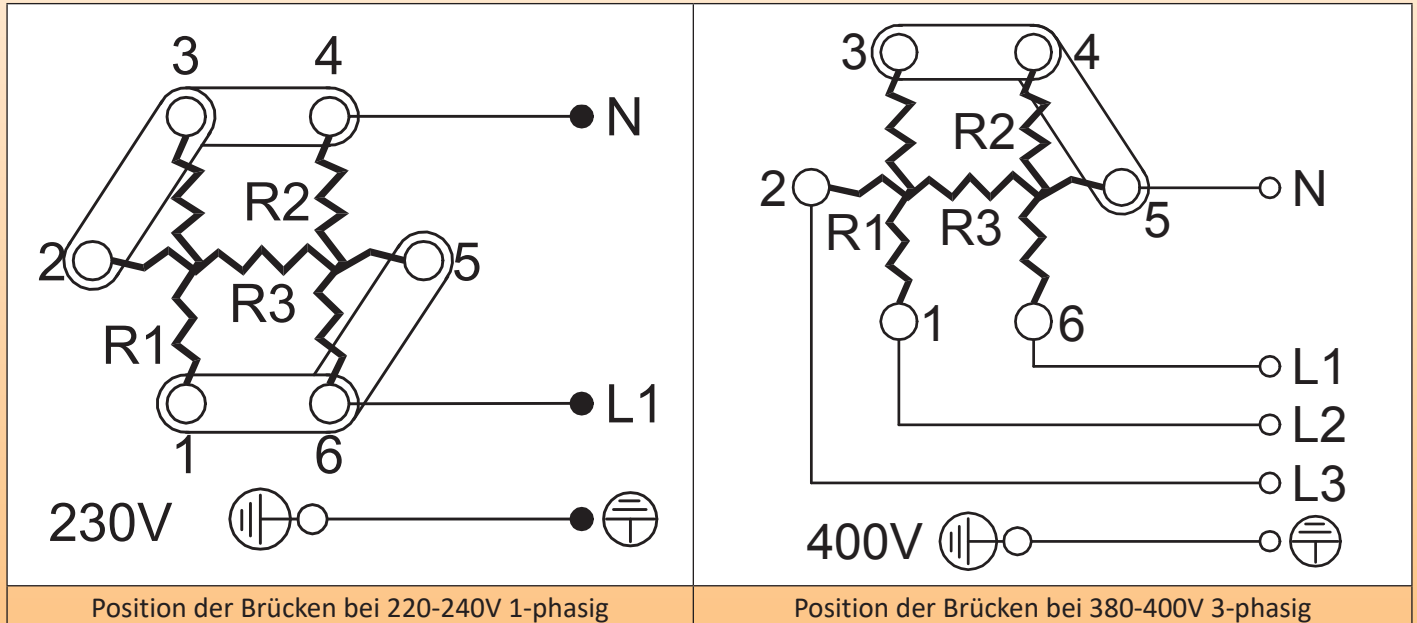 3 4
N
R2
2
5
R3
R1
L1
1 6
230V
Position der Brücken bei 220-240V 1-phasig
3 4
R2
2
N
R1 R3
5
1 6
L1
L2
L3
400V
Position der Brücken bei 380-400V 3-phasig